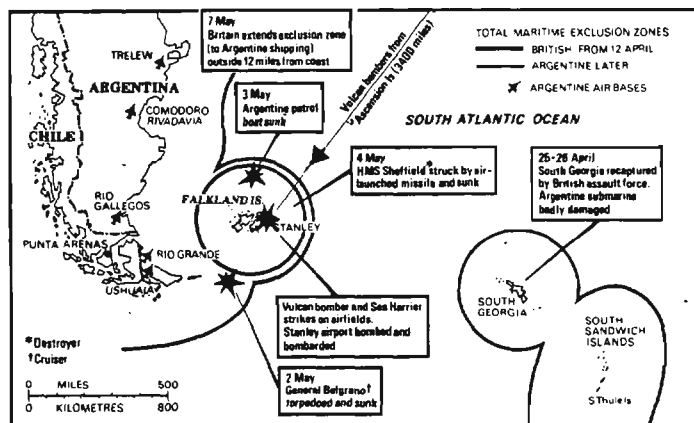 7 May
Britain extends exclusion zone
(to Argentine shipping)
outside 12 miles from coast
TOTAL MARITIME EXCLUSION ZONES
BRITISH FROM 12 APRIL
ARGENTINE LATER
ARGENTINE AIR BASES
Vulcan bombers from
Ascension Is (3400 miles)
TRELEW
ARGENTINA
COMODORO
RIVADAVIA
CHILE
3 May
Argentine patrol
boat sunk
SOUTH ATLANTIC OCEAN
4 May
HMS Sheffield* struck by air-
launched missile and sunk
25-26 April
South Georgia recaptured
by British assault force.
Argentine submarine
badly damaged
RIO
GALLEGOS
FALKLAND IS.
STANLEY
PUNTA ARENAS
RIO GRANDE
USHUAIA
Vulcan bomber and Sea Harrier
strikes on airfields.
Stanley airport bombed and
bombarded
SOUTH
GEORGIA
SOUTH
SANDWICH
ISLANDS
S Thule Is
*Destroyer
†Cruiser
2 May
General Belgrano†
torpedoed and sunk
0 MILES 500
0 KILOMETRES 800